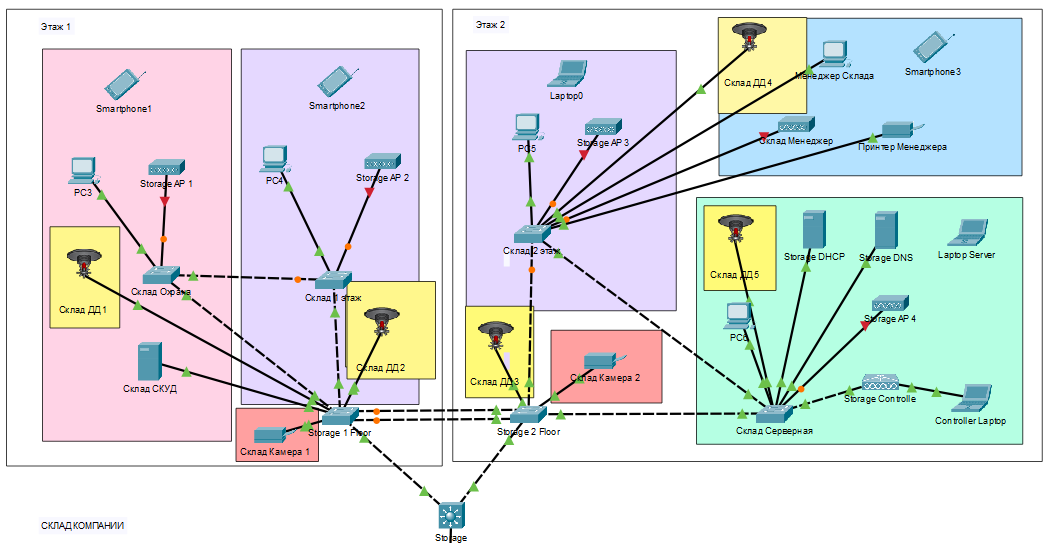 Этаж 1
Smartphone1
Smartphone2
PC3
Storage AP 1
PC4
Storage AP 2
Склад Охрана
Склад 1 этаж
Склад ДД1
Склад ДД2
Склад СКУД
Склад Камера 1
Storage 1 Floor
Этаж 2
Laptop0
PC5
Storage AP 3
Склад ДД4
Менеджер Склада
Smartphone3
Склад Менеджер
Принтер Менеджера
Склад 2 этаж
Склад ДД5
Storage DHCP
Storage DNS
Laptop Server
PC6
Storage AP 4
Склад ДД3
Склад Камера 2
Storage 2 Floor
Склад Серверная
Storage Controlle
Controller Laptop
Storage
СКЛАД КОМПАНИИ